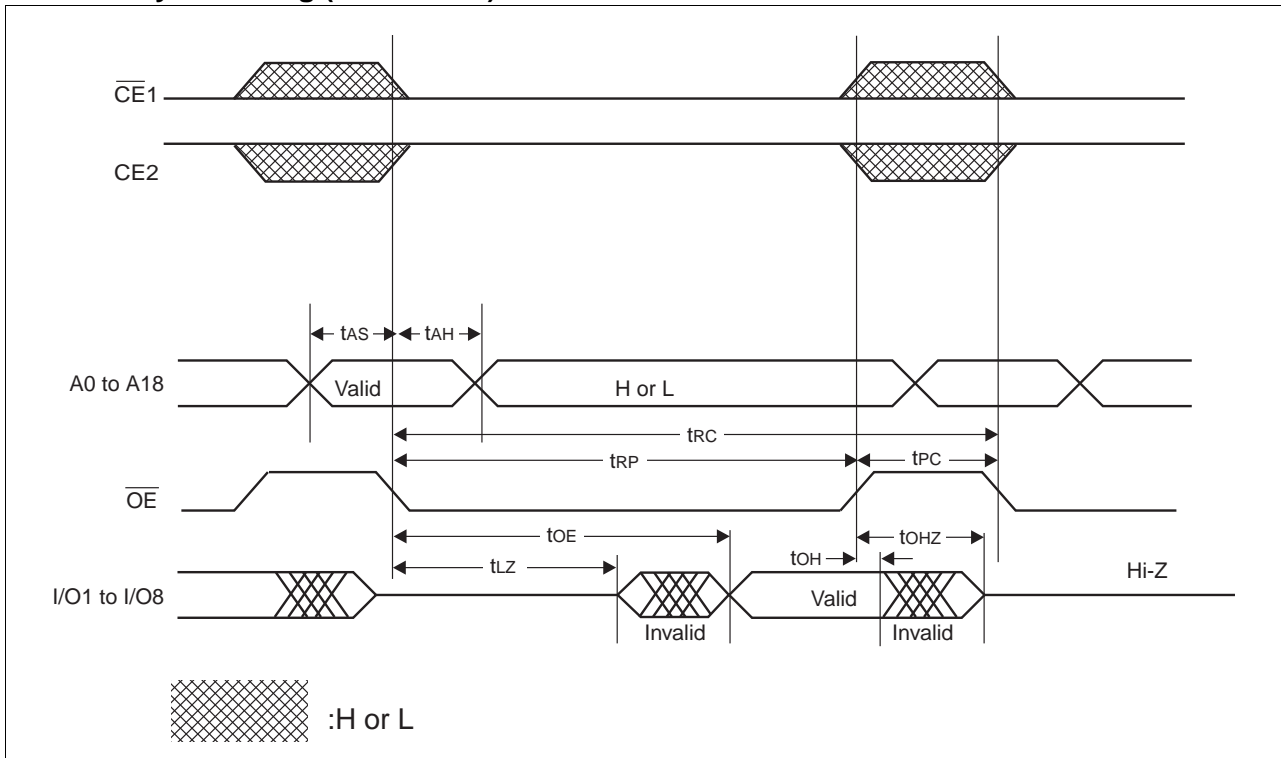 CE1
CE2
tAS
tAH
A0 to A18
Valid
H or L
tRC
tRP
tPC
OE
tOE
tOHZ
tLZ
tOH
Hi-Z
I/O1 to I/O8
Valid
Invalid
Invalid
:H or L